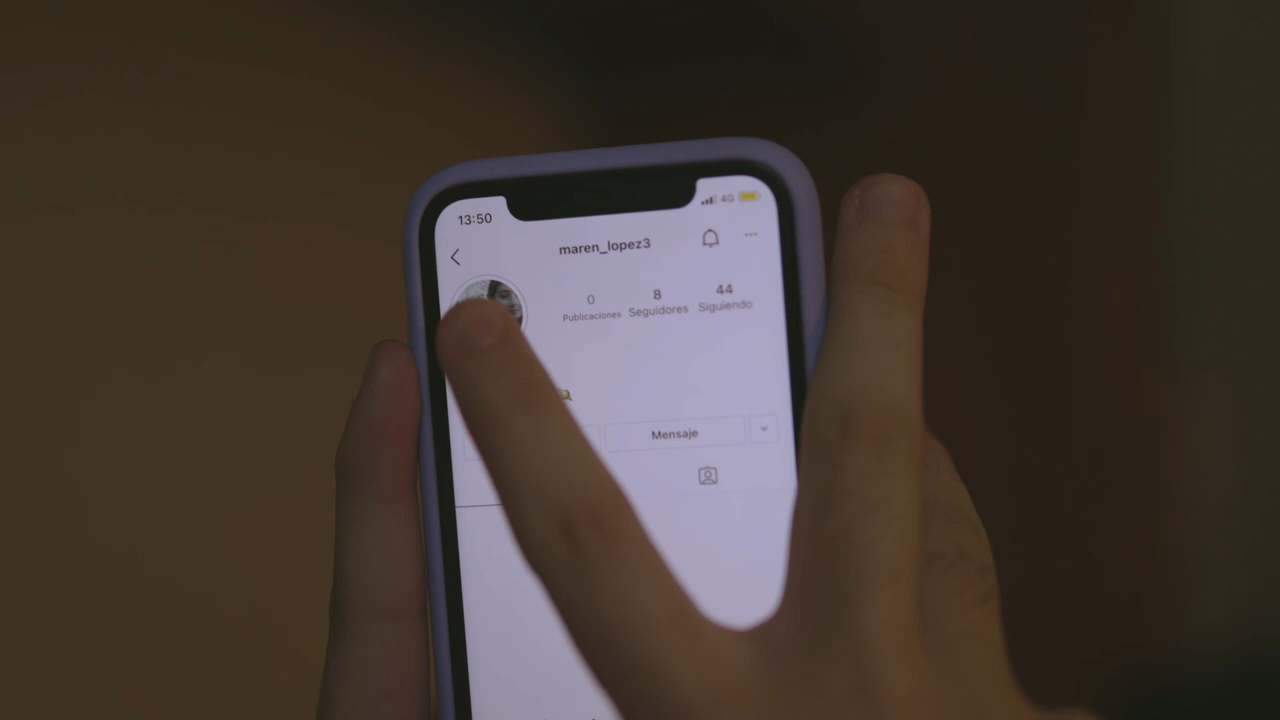 13:50
4G
maren_lopez3
0 8 44
Publicaciones Seguidores Siguiendo
Mensaje